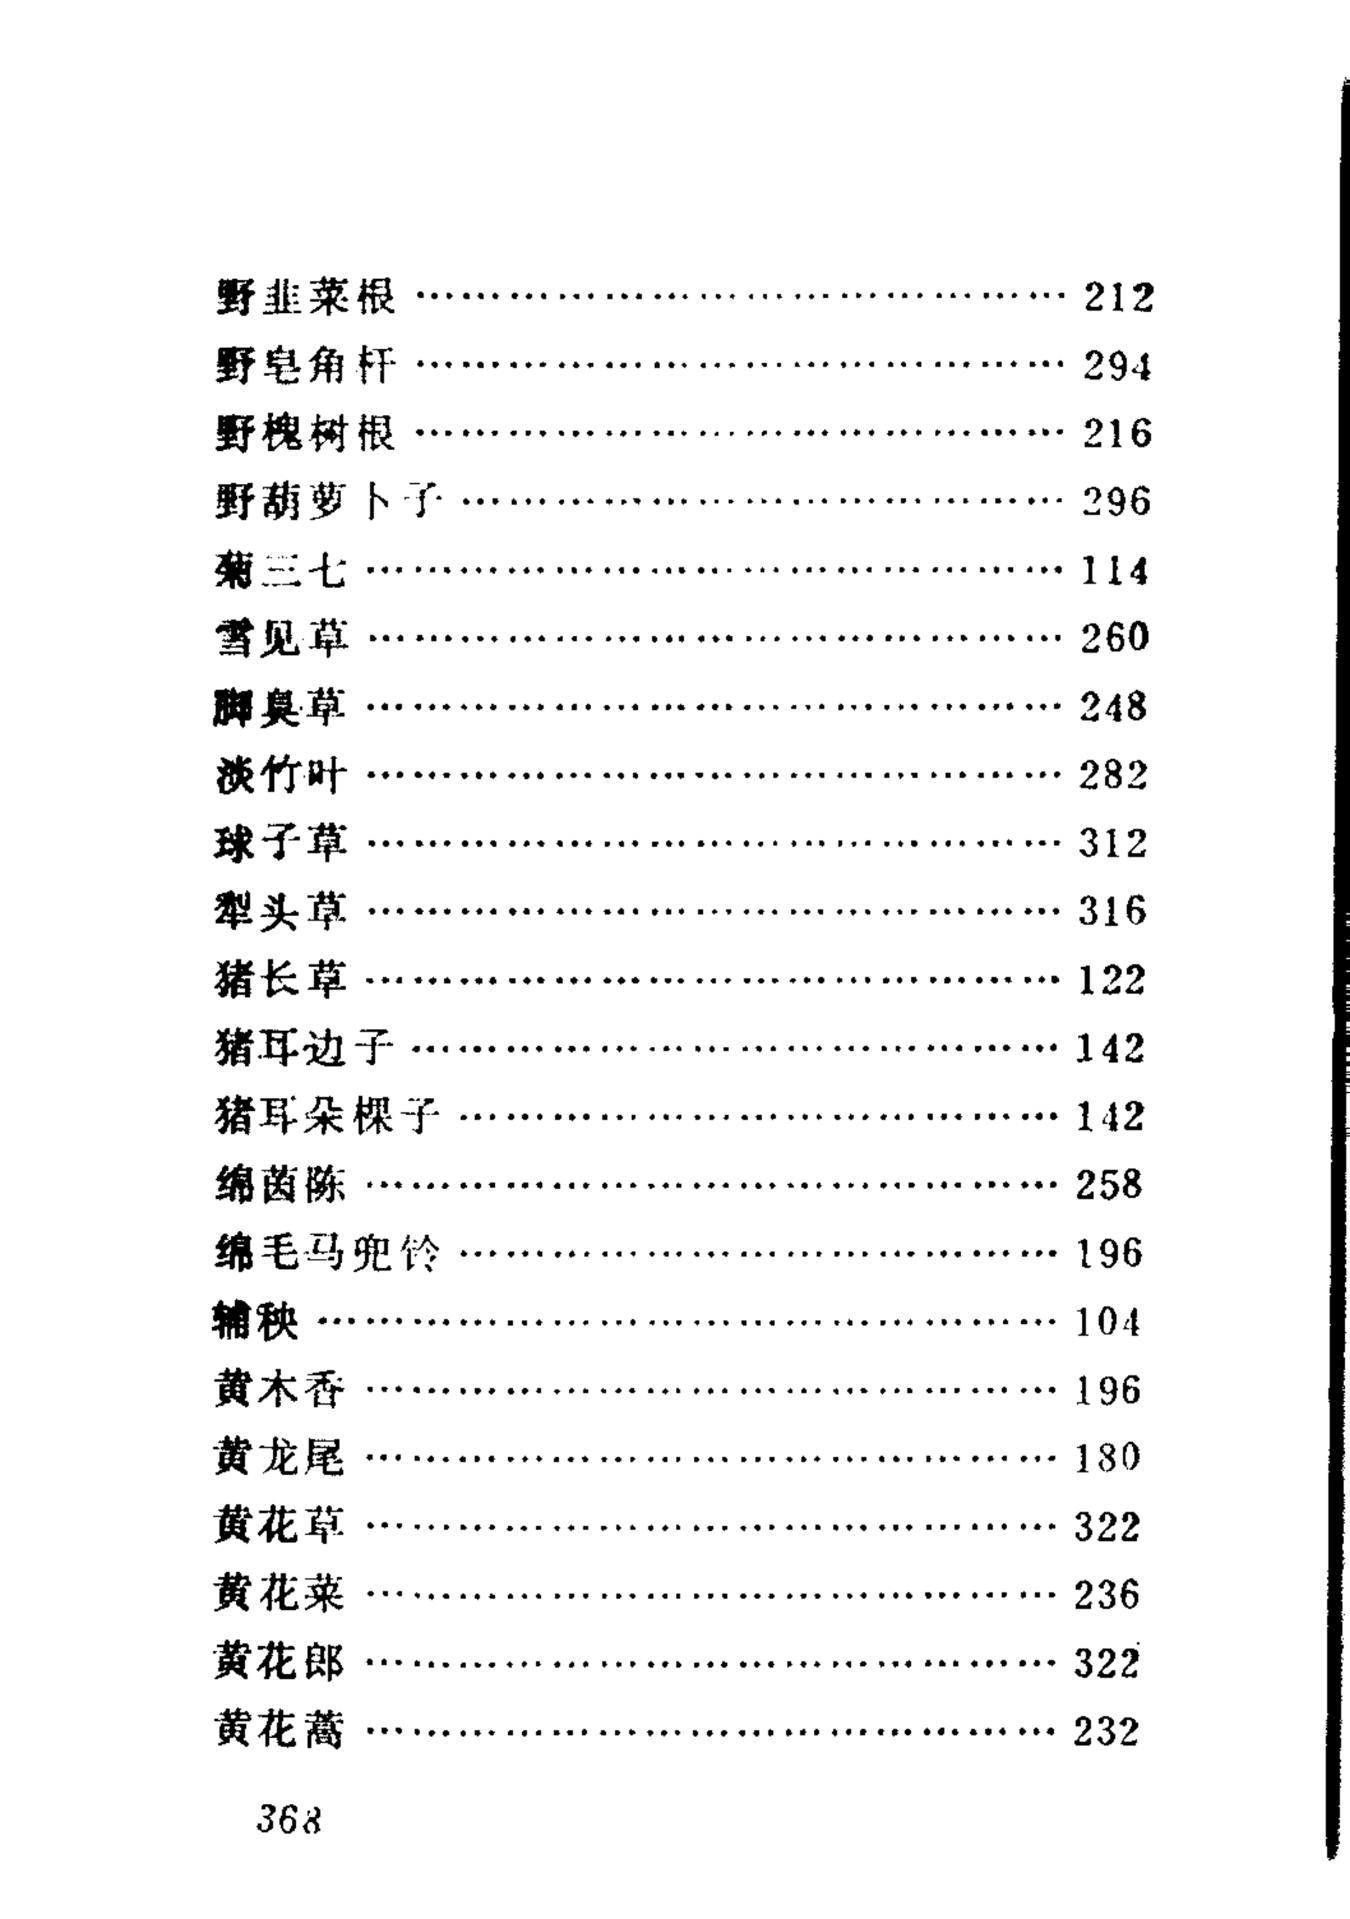 野韭菜根 …………………………………… 212
野皂角杆 …………………………………… 294
野槐树根 …………………………………… 216
野葫萝卜子 ………………………………… 296
菊三七 ……………………………………… 114
雪见草 ……………………………………… 260
脚臭草 ……………………………………… 248
淡竹叶 ……………………………………… 282
球子草 ……………………………………… 312
犁头草 ……………………………………… 316
猪长草 ……………………………………… 122
猪耳边子 …………………………………… 142
猪耳朵棵子 ………………………………… 142
绵茵陈 ……………………………………… 258
绵毛马兜铃 ………………………………… 196
辅秧 ………………………………………… 104
黄木香 ……………………………………… 196
黄龙尾 ……………………………………… 180
黄花草 ……………………………………… 322
黄花菜 ……………………………………… 236
黄花郎 ……………………………………… 322
黄花蒿 ……………………………………… 232
368